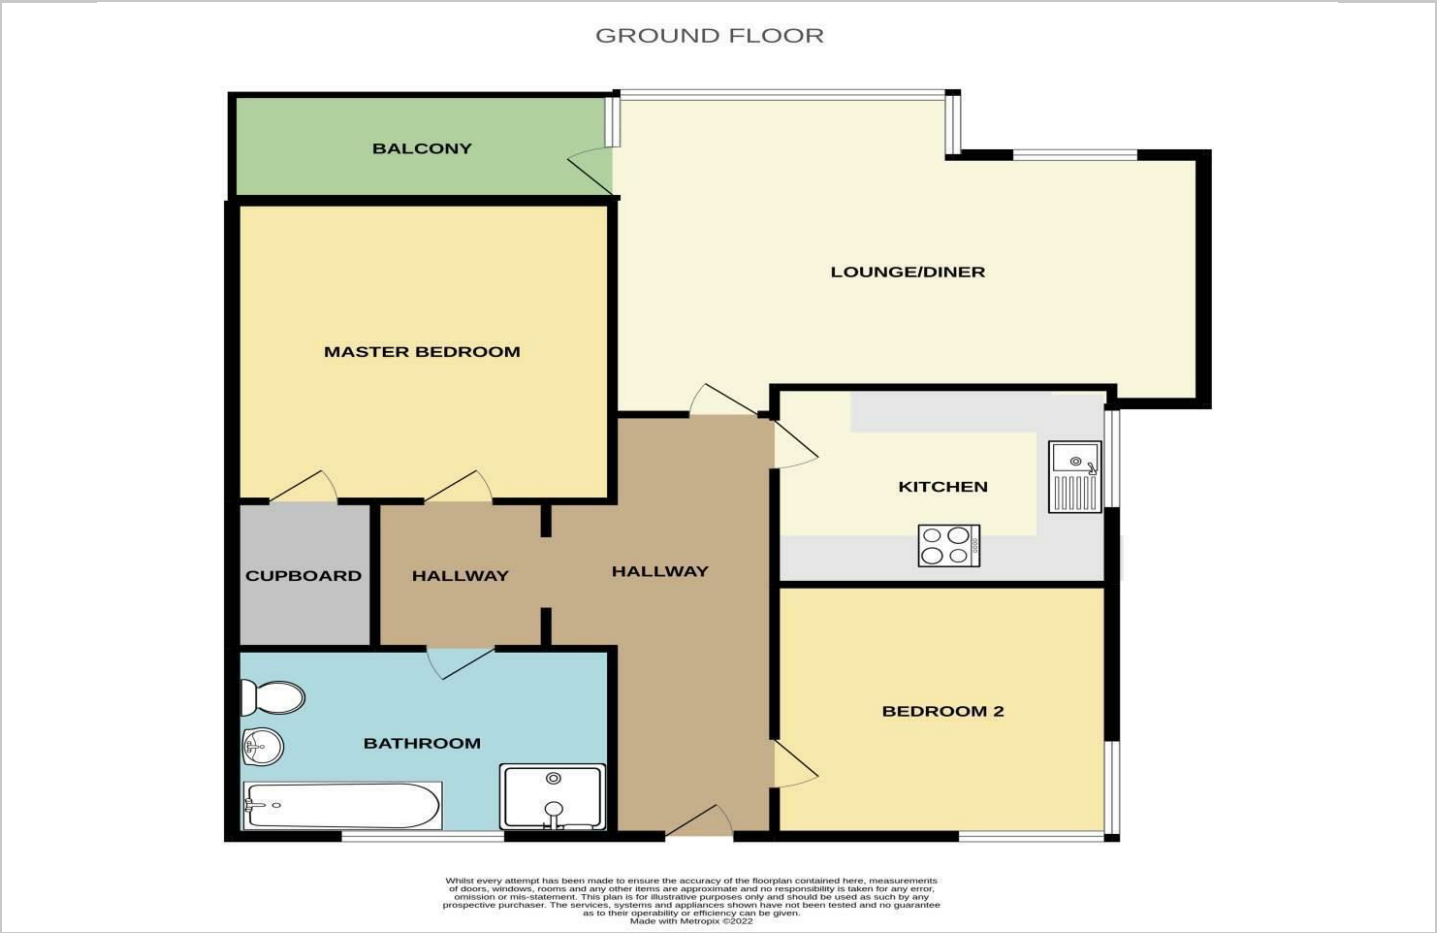 GROUND FLOOR
BALCONY
LOUNGE/DINER
MASTER BEDROOM
KITCHEN
CUPBOARD
HALLWAY
HALLWAY
BEDROOM 2
BATHROOM
Whilst every attempt has been made to ensure the accuracy of the floorplan contained here, measurements
of doors, windows, rooms and any other items are approximate and no responsibility is taken for any error,
omission or mis-statement. This plan is for illustrative purposes only and should be used as such by any
prospective purchaser. The services, systems and appliances shown have not been tested and no guarantee
as to their operability or efficiency can be given.
Made with Metropix ©2022